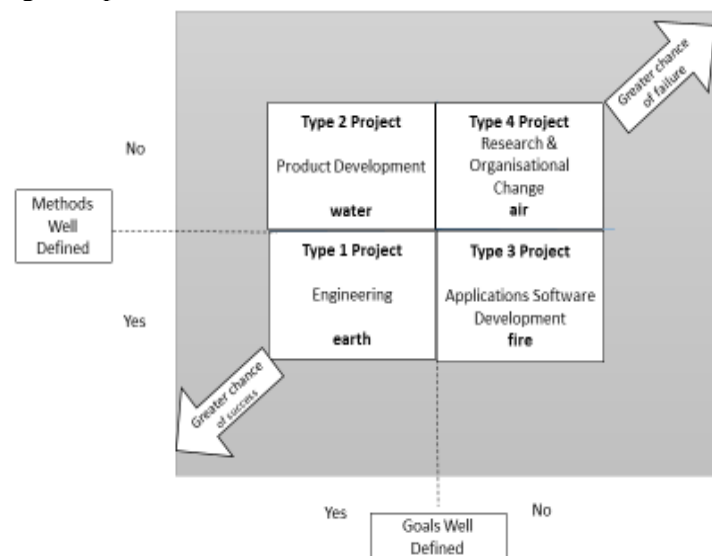 Greater chance
of failure
Type 2 Project
Product Development
water
Type 4 Project
Research &
Organisational
Change
air
No
Methods
Well
Defined
Yes
Type 1 Project
Engineering
earth
Type 3 Project
Applications Software
Development
fire
Greater chance
of success
Yes
No
Goals Well
Defined